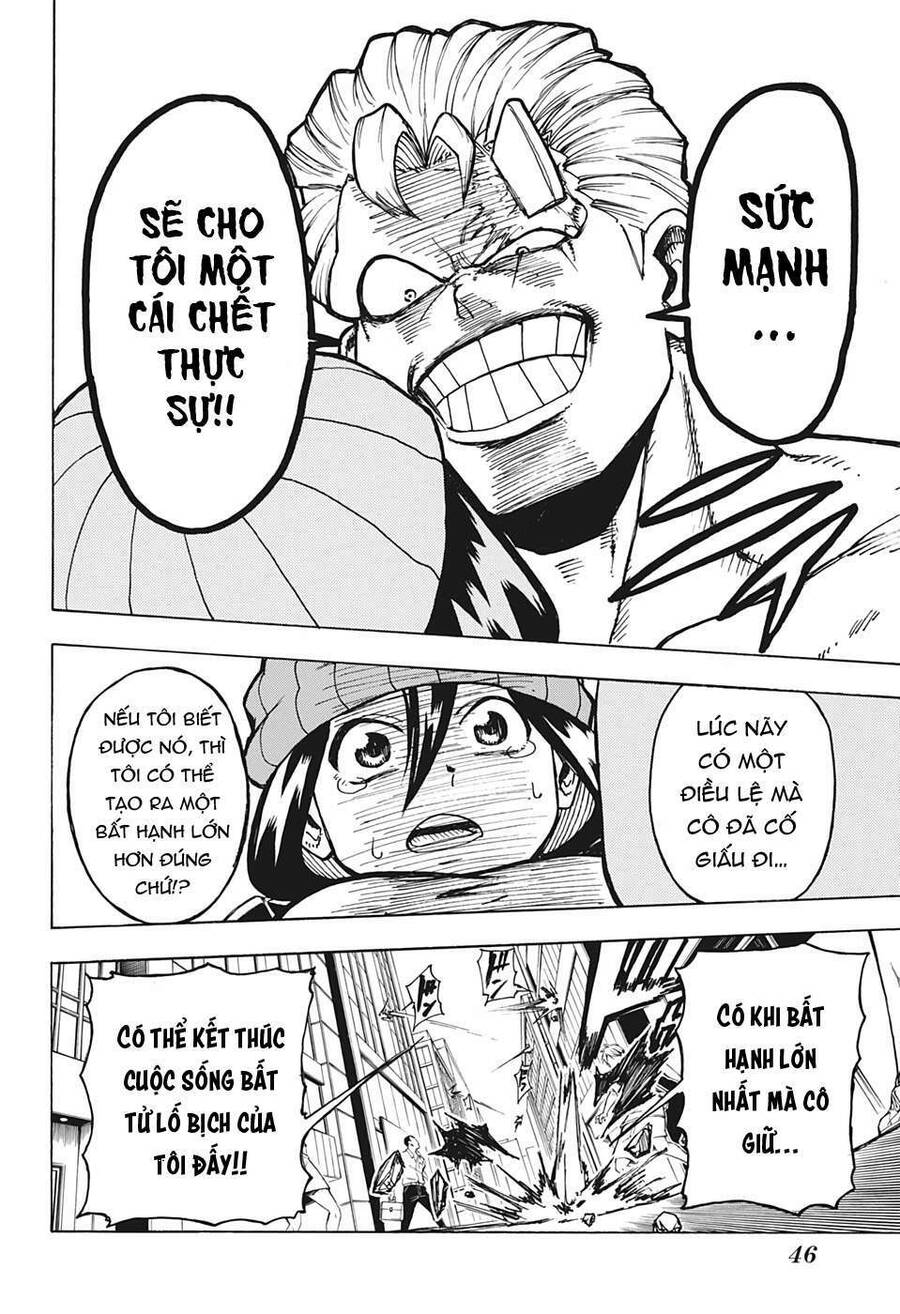 SỨC
MẠNH
...
SẼ CHO
TÔI MỘT
CÁI CHẾT
THỰC
SỰ!!
LÚC NÃY
CÓ MỘT
ĐIỀU LỆ MÀ
CÔ ĐÃ CỐ
GIẤU ĐI...
NẾU TÔI BIẾT
ĐƯỢC NÓ, THÌ
TÔI CÓ THỂ
TẠO RA MỘT
BẤT HẠNH LỚN
HƠN ĐÚNG
CHỨ!?
CÓ KHI BẤT
HẠNH LỚN
NHẤT MÀ CÔ
GIỮ...
CÓ THỂ KẾT THÚC
CUỘC SỐNG BẤT
TỬ LỐ BỊCH CỦA
TÔI ĐẤY!!
46